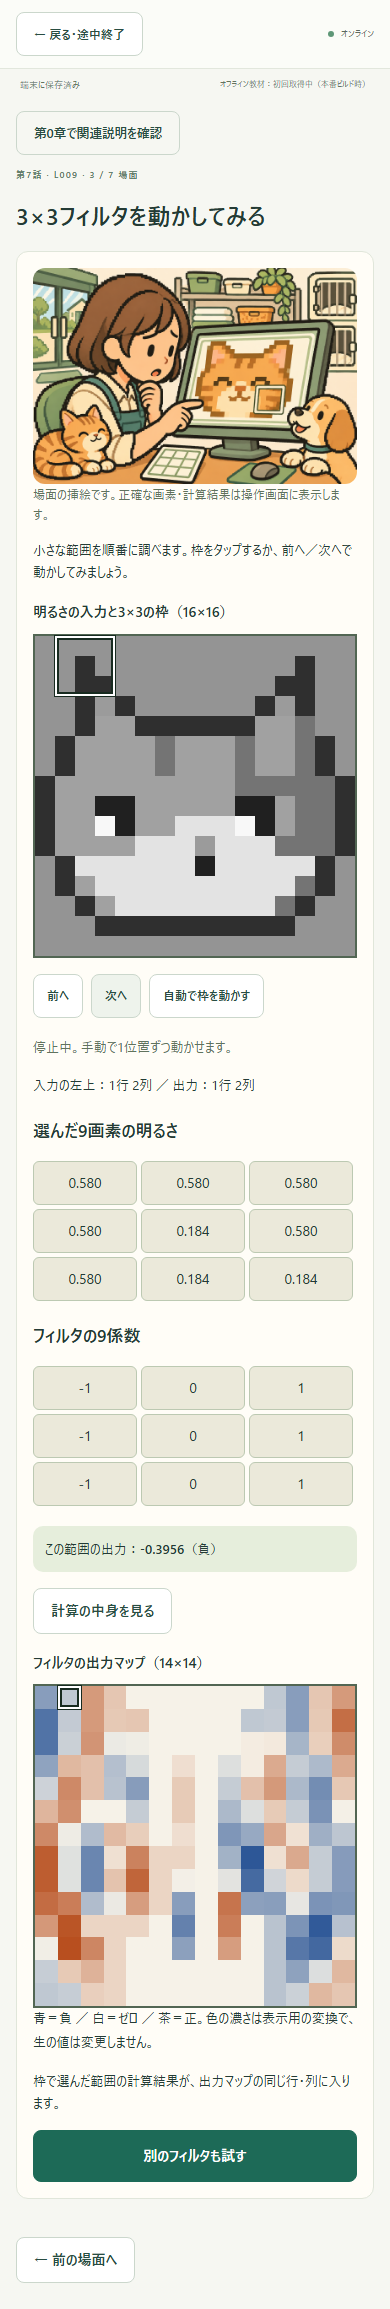 ← 戻る・途中終了
オンライン
端末に保存済み
オフライン教材：初回取得中（本番ビルド時）
第0章で関連説明を確認
第7話 · L009 · 3 / 7 場面
3×3フィルタを動かしてみる
場面の挿絵です。正確な画素・計算結果は操作画面に表示しま
す。
小さな範囲を順番に調べます。枠をタップするか、前へ／次へで
動かしてみましょう。
明るさの入力と3×3の枠（16×16）
前へ
次へ
自動で枠を動かす
停止中。手動で1位置ずつ動かせます。
入力の左上：1行 2列 ／ 出力：1行 2列
選んだ9画素の明るさ
0.580 0.580 0.580
0.580 0.184 0.580
0.580 0.184 0.184
フィルタの9係数
-1 0 1
-1 0 1
-1 0 1
この範囲の出力：-0.3956（負）
計算の中身を見る
フィルタの出力マップ（14×14）
青＝負 ／ 白＝ゼロ ／ 茶＝正。色の濃さは表示用の変換で、
生の値は変更しません。
枠で選んだ範囲の計算結果が、出力マップの同じ行・列に入り
ます。
別のフィルタも試す
← 前の場面へ